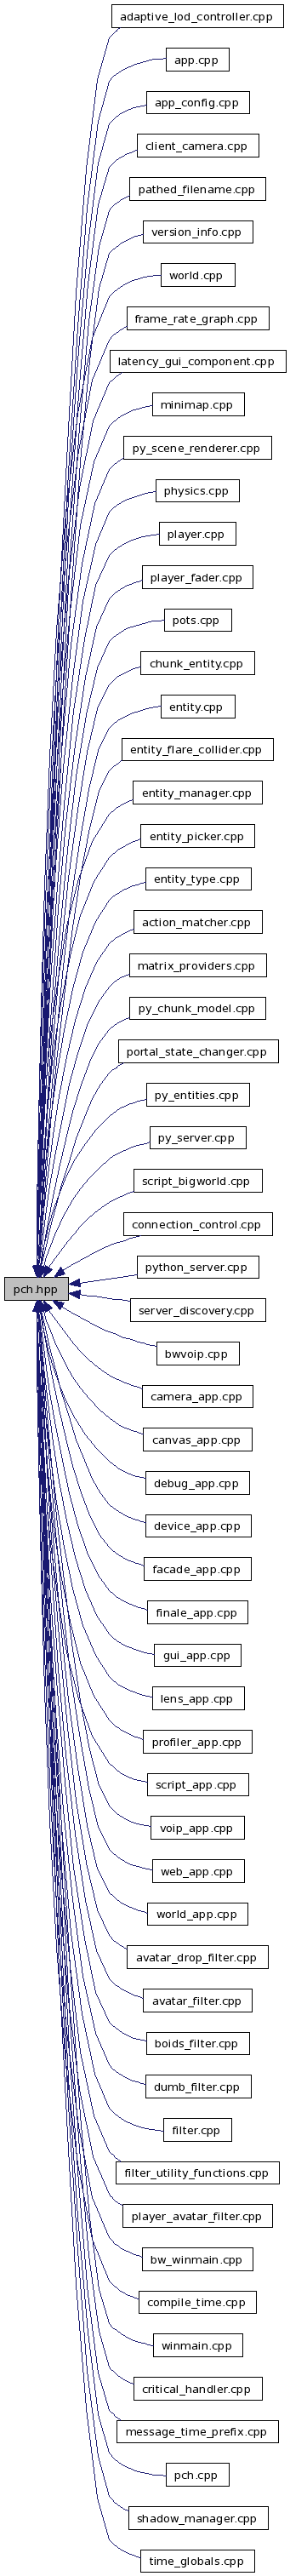 adaptive_lod_controller.cpp
app.cpp
app_config.cpp
client_camera.cpp
pathed_filename.cpp
version_info.cpp
world.cpp
frame_rate_graph.cpp
latency_gui_component.cpp
minimap.cpp
py_scene_renderer.cpp
physics.cpp
player.cpp
player_fader.cpp
pots.cpp
chunk_entity.cpp
entity.cpp
entity_flare_collider.cpp
entity_manager.cpp
entity_picker.cpp
entity_type.cpp
action_matcher.cpp
matrix_providers.cpp
py_chunk_model.cpp
portal_state_changer.cpp
py_entities.cpp
py_server.cpp
script_bigworld.cpp
connection_control.cpp
python_server.cpp
pch.hpp
server_discovery.cpp
bwvoip.cpp
camera_app.cpp
canvas_app.cpp
debug_app.cpp
device_app.cpp
facade_app.cpp
finale_app.cpp
gui_app.cpp
lens_app.cpp
profiler_app.cpp
script_app.cpp
voip_app.cpp
web_app.cpp
world_app.cpp
avatar_drop_filter.cpp
avatar_filter.cpp
boids_filter.cpp
dumb_filter.cpp
filter.cpp
filter_utility_functions.cpp
player_avatar_filter.cpp
bw_winmain.cpp
compile_time.cpp
winmain.cpp
critical_handler.cpp
message_time_prefix.cpp
pch.cpp
shadow_manager.cpp
time_globals.cpp